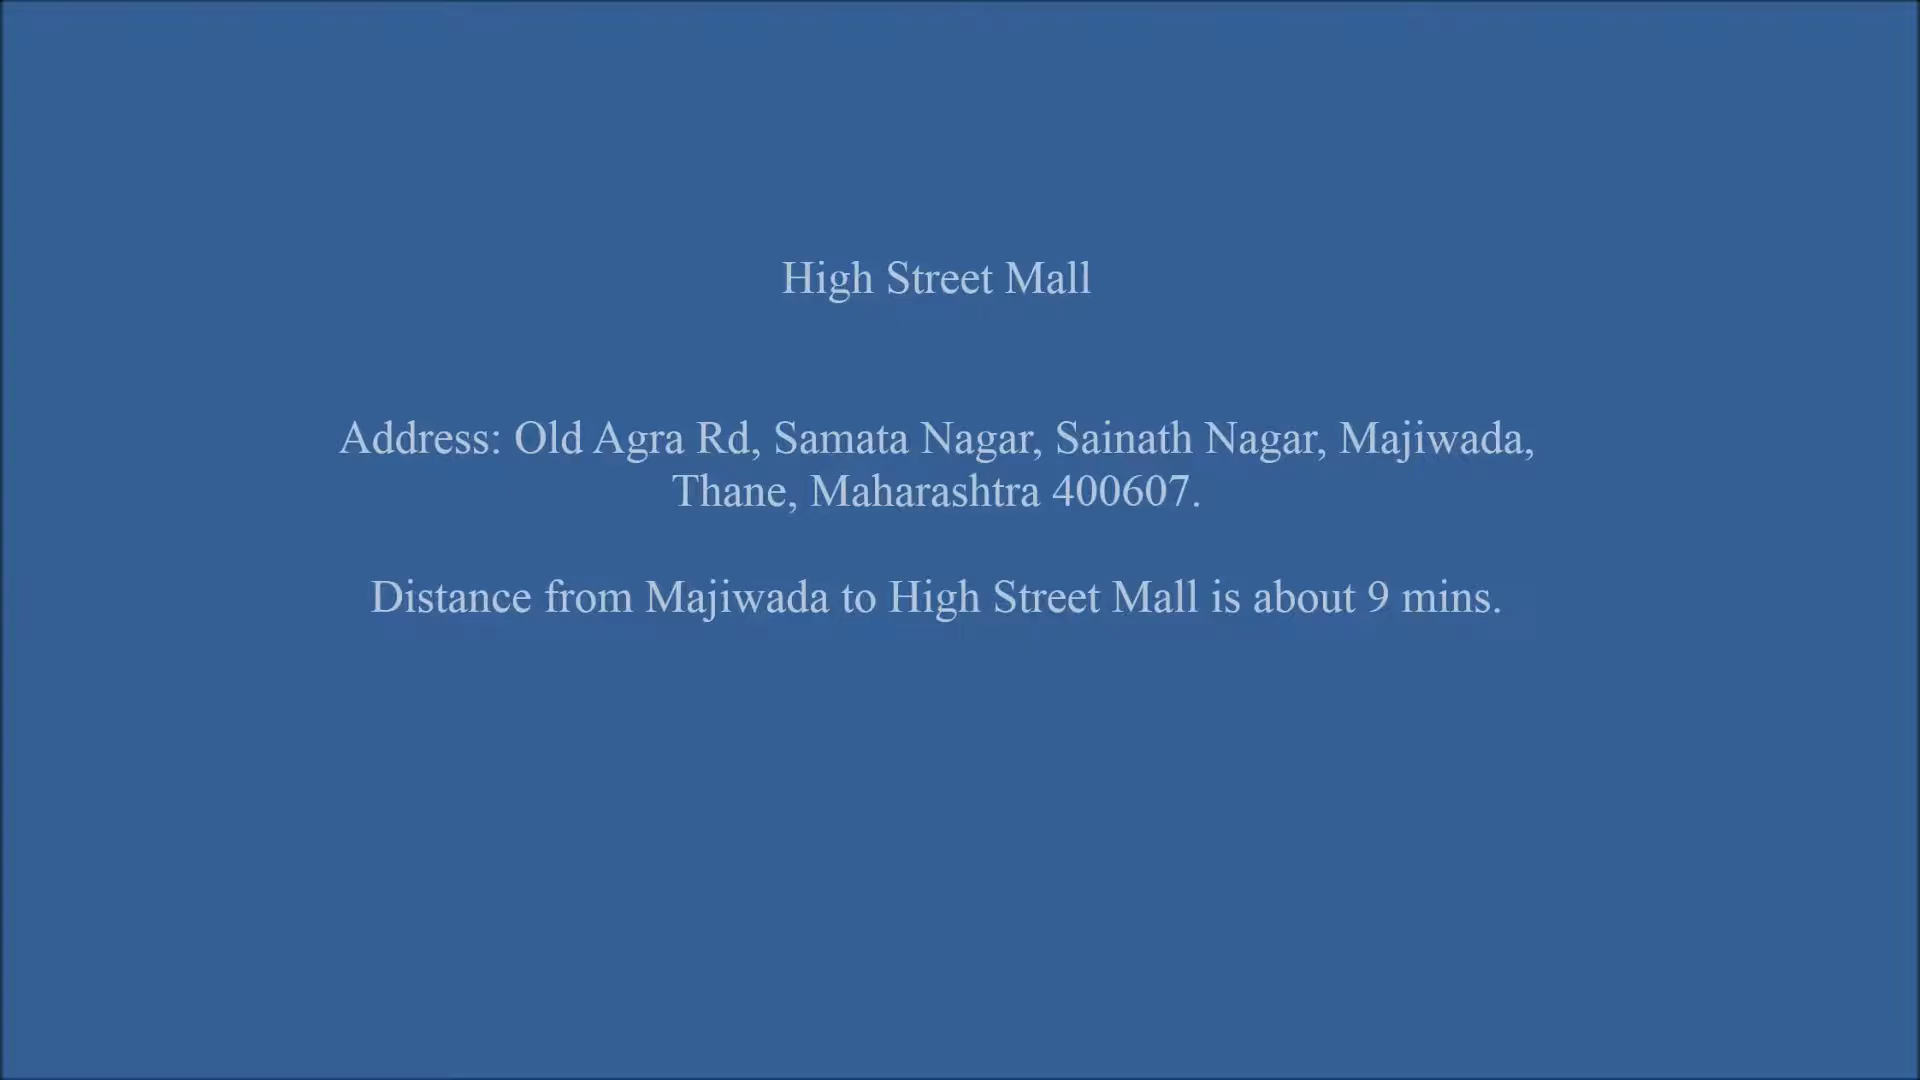 High Street Mall
Address: Old Agra Rd, Samata Nagar, Sainath Nagar, Majiwada,
Thane, Maharashtra 400607.
Distance from Majiwada to High Street Mall is about 9 mins.